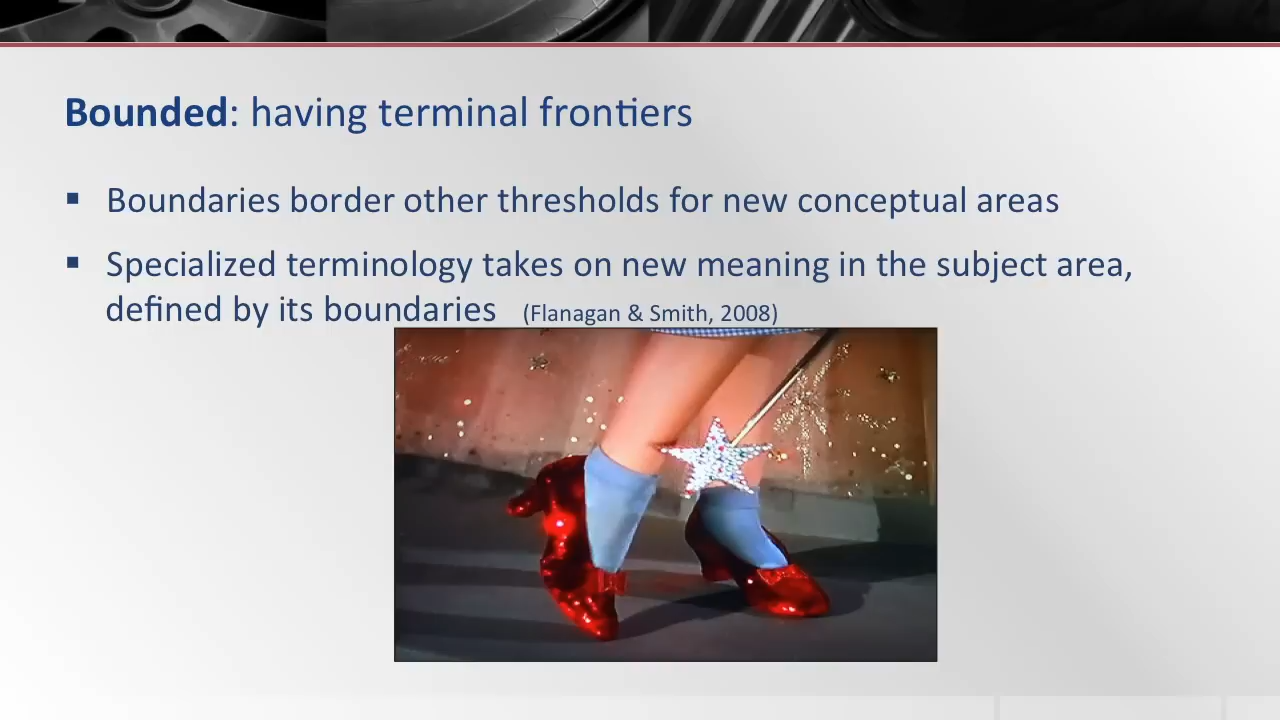 Bounded: having terminal frontiers
▪ Boundaries border other thresholds for new conceptual areas
▪ Specialized terminology takes on new meaning in the subject area,
defined by its boundaries (Flanagan & Smith, 2008)